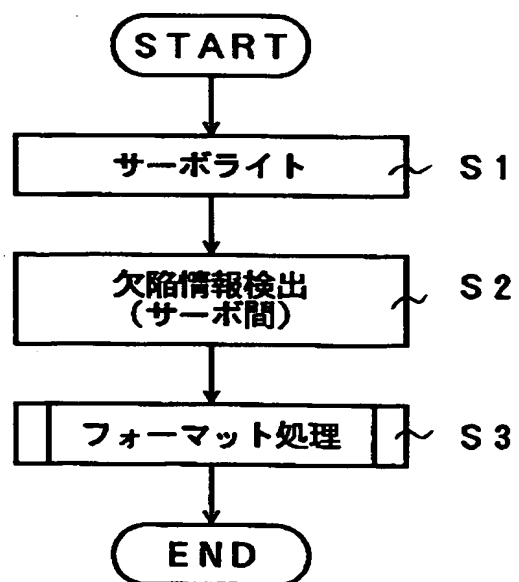 START
サーボライト
S1
欠陥情報検出
(サーボ間)
S2
フォーマット処理
S3
END